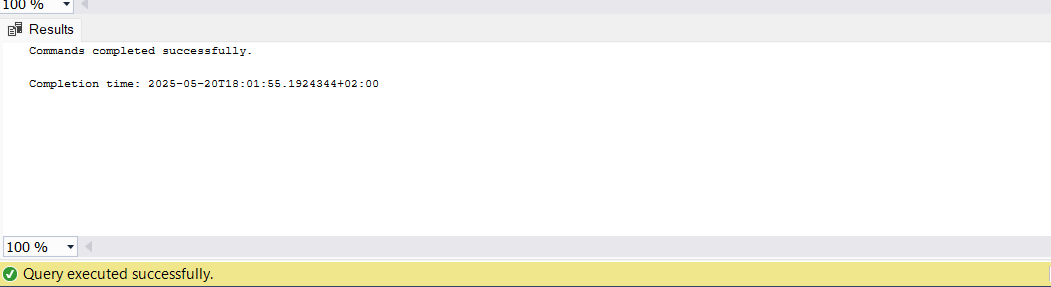 100 %
Results
Commands completed successfully.
Completion time: 2025-05-20T18:01:55.1924344+02:00
100 %
Query executed successfully.